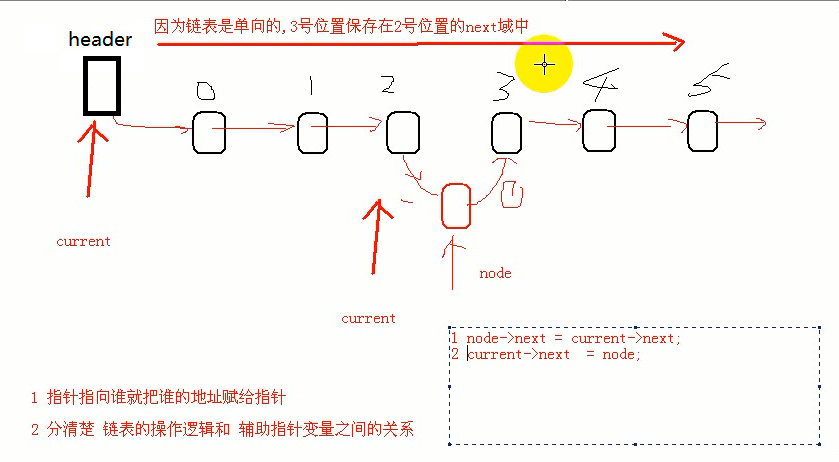 因为链表是单向的,3号位置保存在2号位置的next域中
header
0 1 2 3 4 5
current
node
current
1 node->next = current->next;
2 current->next = node;
1 指针指向谁就把谁的地址赋给指针
2 分清楚 链表的操作逻辑和 辅助指针变量之间的关系